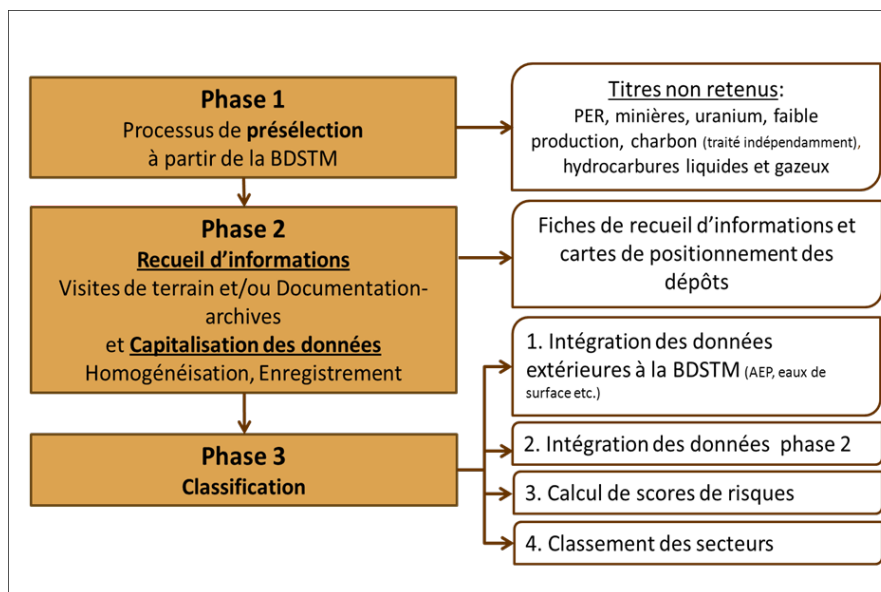 Phase 1
Processus de présélection
à partir de la BDSTM
Titres non retenus:
PER, minières, uranium, faible
production, charbon (traité indépendamment),
hydrocarbures liquides et gazeux
Phase 2
Recueil d'informations
Visites de terrain et/ou Documentation-
archives
et Capitalisation des données
Homogénéisation, Enregistrement
Fiches de recueil d'informations et
cartes de positionnement des
dépôts
Phase 3
Classification
1. Intégration des données
extérieures à la BDSTM (AEP, eaux de
surface etc.)
2. Intégration des données phase 2
3. Calcul de scores de risques
4. Classement des secteurs